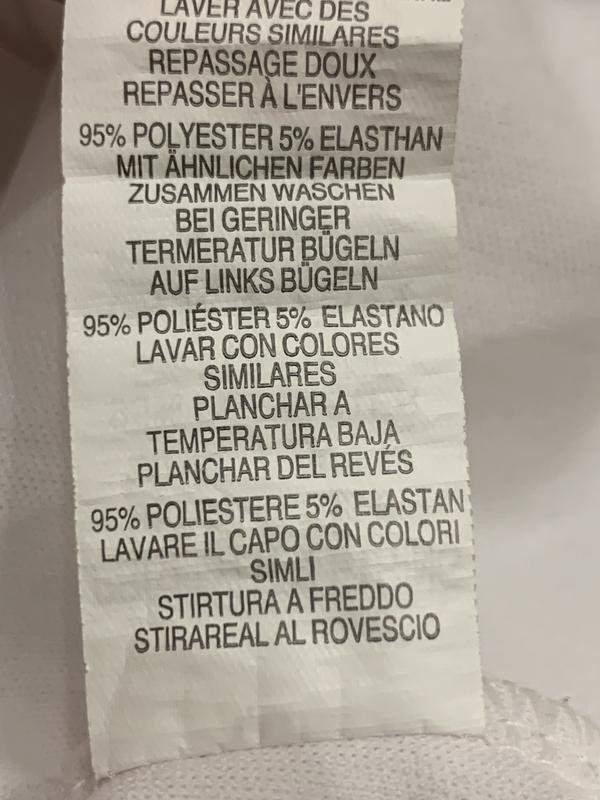 LAVER AVEC DES
COULEURS SIMILARES
REPASSAGE DOUX
REPASSER À L'ENVERS
95% POLYESTER 5% ELASTHAN
MIT ÄHNLICHEN FARBEN
ZUSAMMEN WASCHEN
BEI GERINGER
TERMERATUR BÜGELN
AUF LINKS BÜGELN
95% POLIÉSTER 5% ELASTANO
LAVAR CON COLORES
SIMILARES
PLANCHAR A
TEMPERATURA BAJA
PLANCHAR DEL REVÉS
95% POLIESTERE 5% ELASTAN
LAVARE IL CAPO CON COLORI
SIMLI
STIRTURA A FREDDO
STIRAREAL AL ROVESCIO